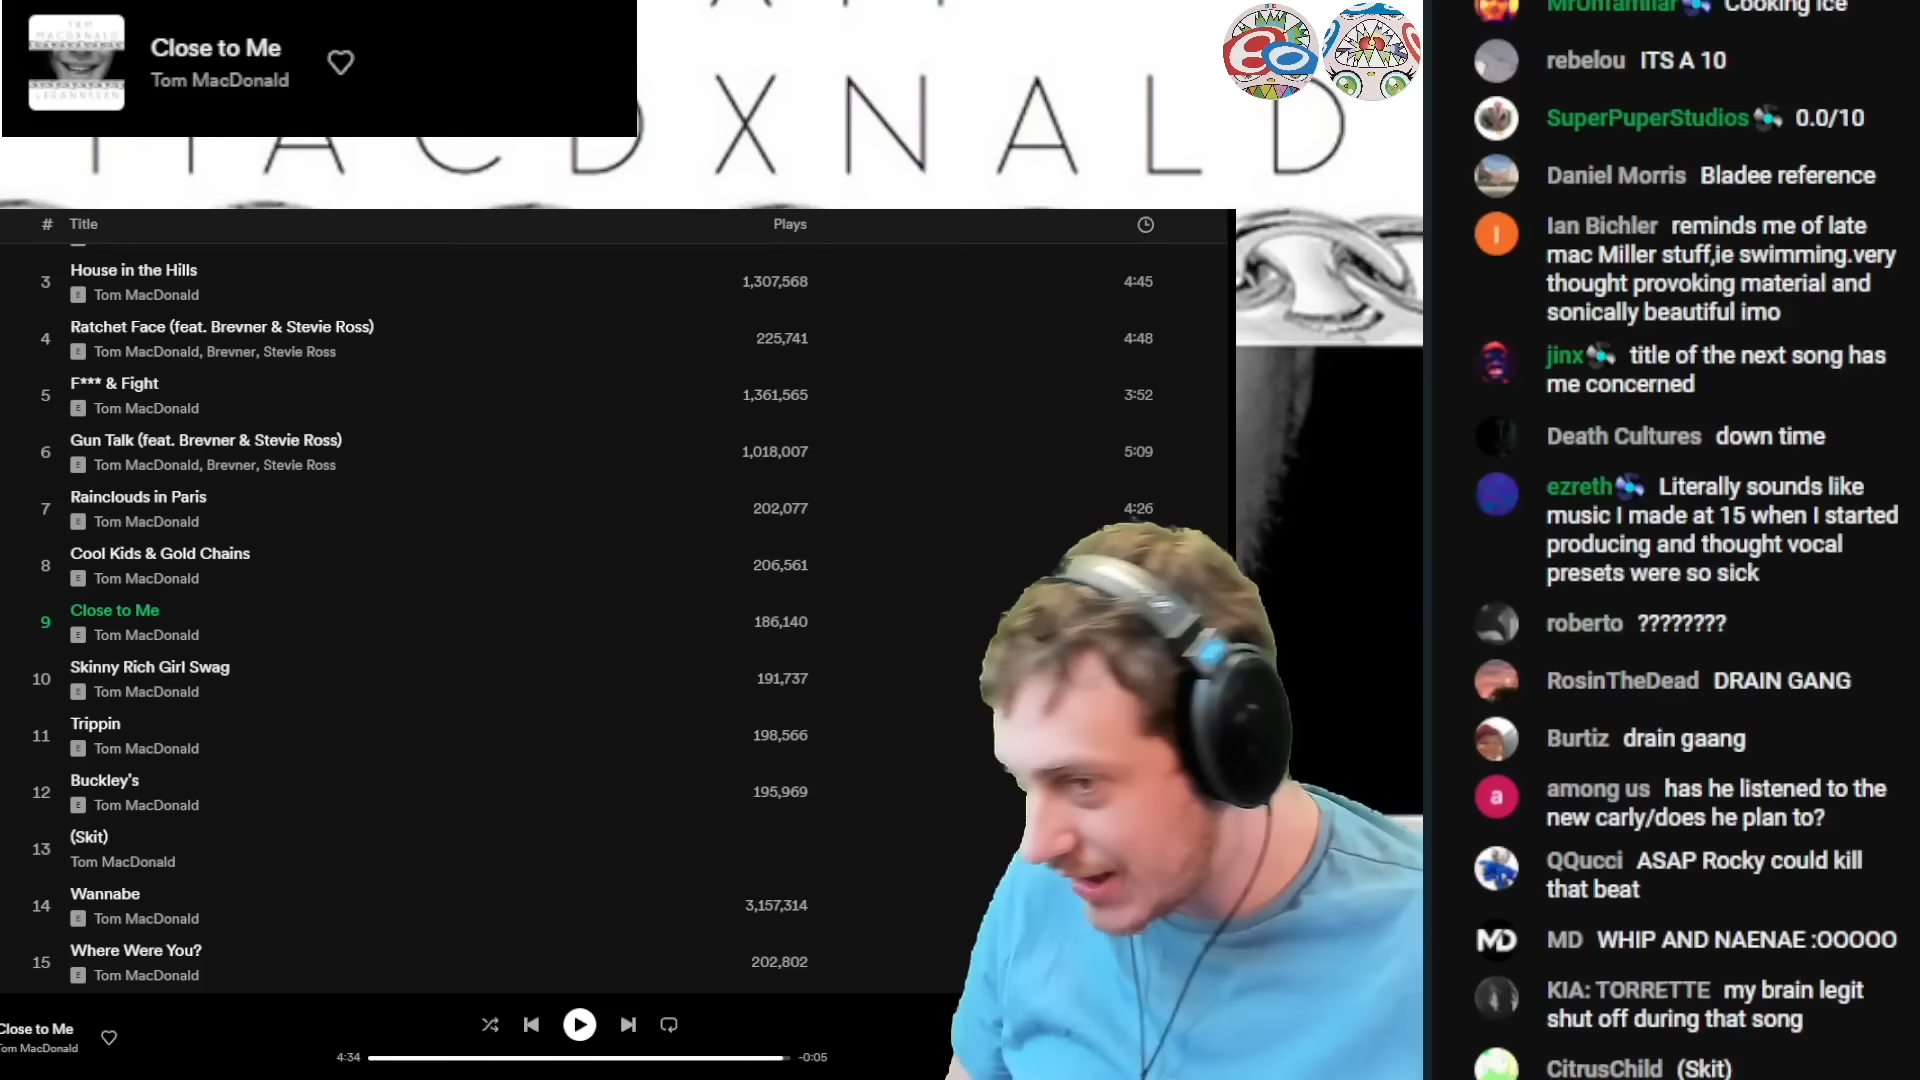 Close to Me
Tom MacDonald
MACDXNALD
# Title Plays
3 House in the Hills 1,307,568 4:45
E Tom MacDonald
4 Ratchet Face (feat. Brevner & Stevie Ross) 225,741 4:48
E Tom MacDonald, Brevner, Stevie Ross
5 F*** & Fight 1,361,565 3:52
E Tom MacDonald
6 Gun Talk (feat. Brevner & Stevie Ross) 1,018,007 5:09
E Tom MacDonald, Brevner, Stevie Ross
7 Rainclouds in Paris 202,077 4:26
E Tom MacDonald
8 Cool Kids & Gold Chains 206,561
E Tom MacDonald
9 Close to Me 186,140
E Tom MacDonald
10 Skinny Rich Girl Swag 191,737
E Tom MacDonald
11 Trippin 198,566
E Tom MacDonald
12 Buckley's 195,969
E Tom MacDonald
13 (Skit)
Tom MacDonald
14 Wannabe 3,157,314
E Tom MacDonald
15 Where Were You? 202,802
E Tom MacDonald
Close to Me
Tom MacDonald
4:34 -0:05
MrUnfamiliar Cooking ice
rebelou ITS A 10
SuperPuperStudios 0.0/10
Daniel Morris Bladee reference
Ian Bichler reminds me of late
mac Miller stuff,ie swimming.very
thought provoking material and
sonically beautiful imo
jinx title of the next song has
me concerned
Death Cultures down time
ezreth Literally sounds like
music I made at 15 when I started
producing and thought vocal
presets were so sick
roberto ????????
RosinTheDead DRAIN GANG
Burtiz drain gaang
among us has he listened to the
new carly/does he plan to?
QQucci ASAP Rocky could kill
that beat
MD WHIP AND NAENAE :OOOOO
KIA: TORRETTE my brain legit
shut off during that song
CitrusChild (Skit)